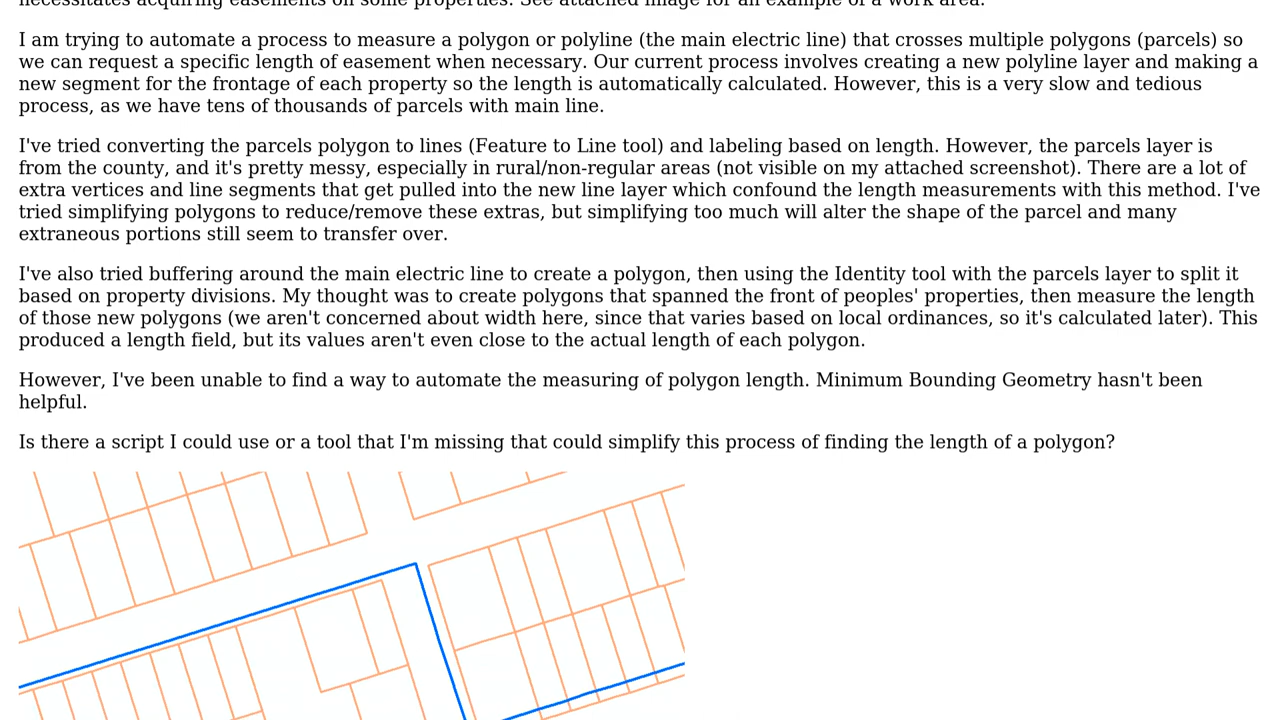 necessitates acquiring easements on some properties. See attached image for an example of a work area.
I am trying to automate a process to measure a polygon or polyline (the main electric line) that crosses multiple polygons (parcels) so
we can request a specific length of easement when necessary. Our current process involves creating a new polyline layer and making a
new segment for the frontage of each property so the length is automatically calculated. However, this is a very slow and tedious
process, as we have tens of thousands of parcels with main line.
I've tried converting the parcels polygon to lines (Feature to Line tool) and labeling based on length. However, the parcels layer is
from the county, and it's pretty messy, especially in rural/non-regular areas (not visible on my attached screenshot). There are a lot of
extra vertices and line segments that get pulled into the new line layer which confound the length measurements with this method. I've
tried simplifying polygons to reduce/remove these extras, but simplifying too much will alter the shape of the parcel and many
extraneous portions still seem to transfer over.
I've also tried buffering around the main electric line to create a polygon, then using the Identity tool with the parcels layer to split it
based on property divisions. My thought was to create polygons that spanned the front of peoples' properties, then measure the length
of those new polygons (we aren't concerned about width here, since that varies based on local ordinances, so it's calculated later). This
produced a length field, but its values aren't even close to the actual length of each polygon.
However, I've been unable to find a way to automate the measuring of polygon length. Minimum Bounding Geometry hasn't been
helpful.
Is there a script I could use or a tool that I'm missing that could simplify this process of finding the length of a polygon?